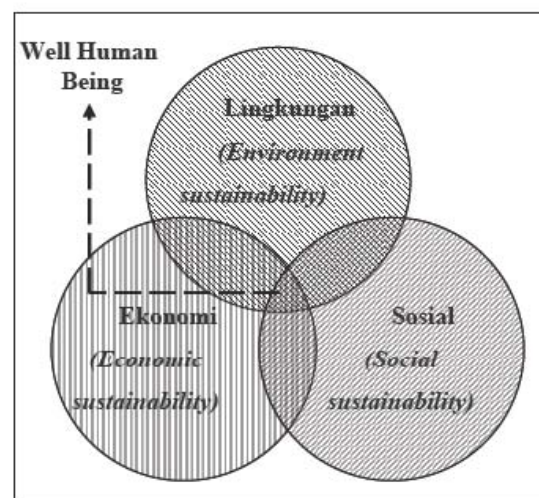 Well Human
Being
Lingkungan
(Environment
sustainability)
Ekonomi
(Economic
sustainability)
Sosial
(Social
sustainability)